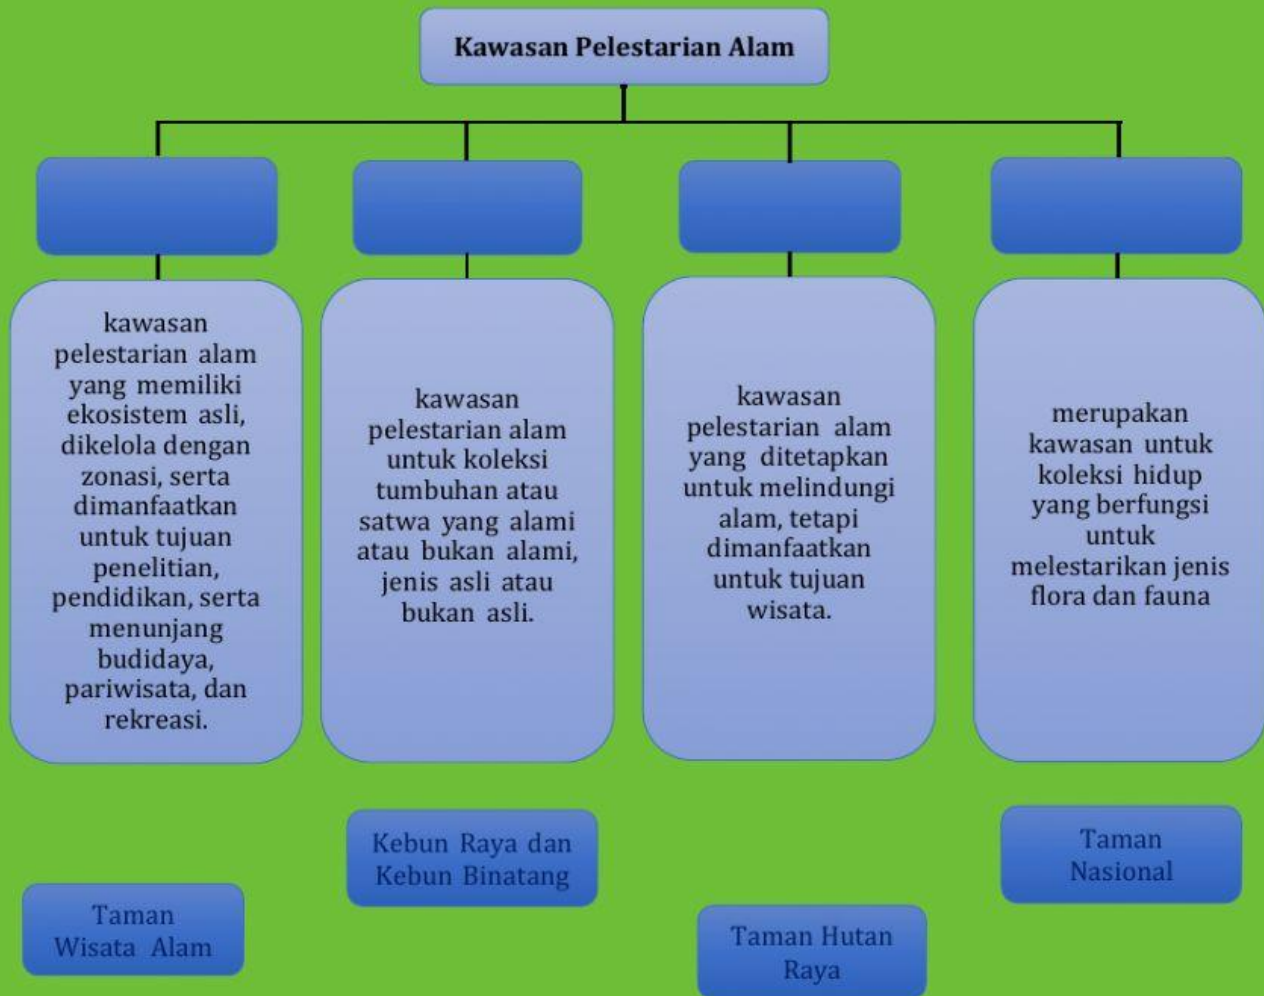 Kawasan Pelestarian Alam
kawasan
pelestarian alam
yang memiliki
ekosistem asli,
dikelola dengan
zonasi, serta
dimanfaatkan
untuk tujuan
penelitian,
pendidikan, serta
menunjang
budidaya,
pariwisata, dan
rekreasi.
kawasan
pelestarian alam
untuk koleksi
tumbuhan atau
satwa yang alami
atau bukan alami,
jenis asli atau
bukan asli.
kawasan
pelestarian alam
yang ditetapkan
untuk melindungi
alam, tetapi
dimanfaatkan
untuk tujuan
wisata.
merupakan
kawasan untuk
koleksi hidup
yang berfungsi
untuk
melestarikan jenis
flora dan fauna
Taman
Wisata Alam
Kebun Raya dan
Kebun Binatang
Taman Hutan
Raya
Taman
Nasional